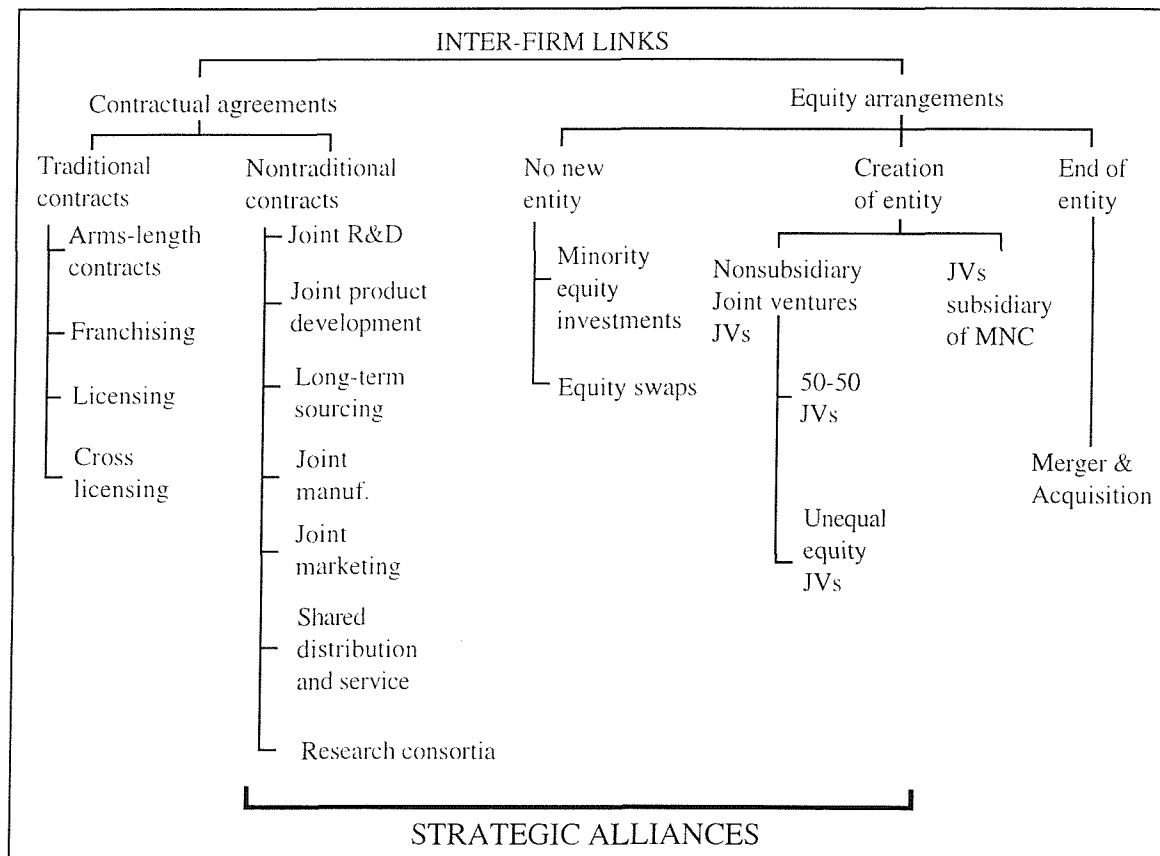 INTER-FIRM LINKS
Contractual agreements
Equity arrangements
Traditional
contracts
Arms-length
contracts
Franchising
Licensing
Cross
licensing
Nontraditional
contracts
Joint R&D
Joint product
development
Long-term
sourcing
Joint
manuf.
Joint
marketing
Shared
distribution
and service
Research consortia
No new
entity
Minority
equity
investments
Equity swaps
Creation
of entity
Nonsubsidiary
Joint ventures
JVs
50-50
JVs
Unequal
equity
JVs
JVs
subsidiary
of MNC
End of
entity
Merger &
Acquisition
STRATEGIC ALLIANCES